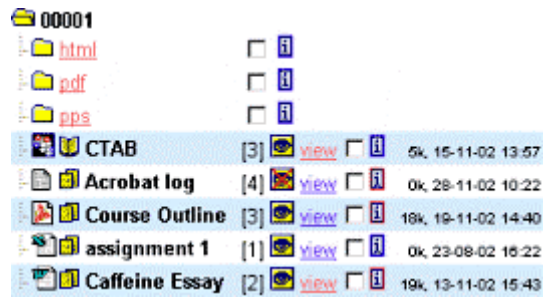 00001
html
pdf
pps
CTAB [3] view 5k, 15-11-02 13:57
Acrobat log [4] view 0k, 28-11-02 10:22
Course Outline [3] view 18k, 19-11-02 14:40
assignment 1 [1] view 0k, 23-08-02 16:22
Caffeine Essay [2] view 19k, 13-11-02 15:43